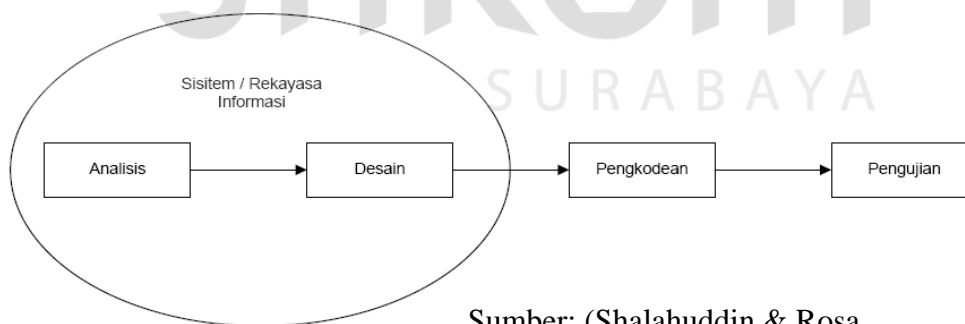 SURABAYA
Sisitem / Rekayasa
Informasi
Analisis
Desain
Pengkodean
Pengujian
Sumber: (Shalahuddin & Rosa,